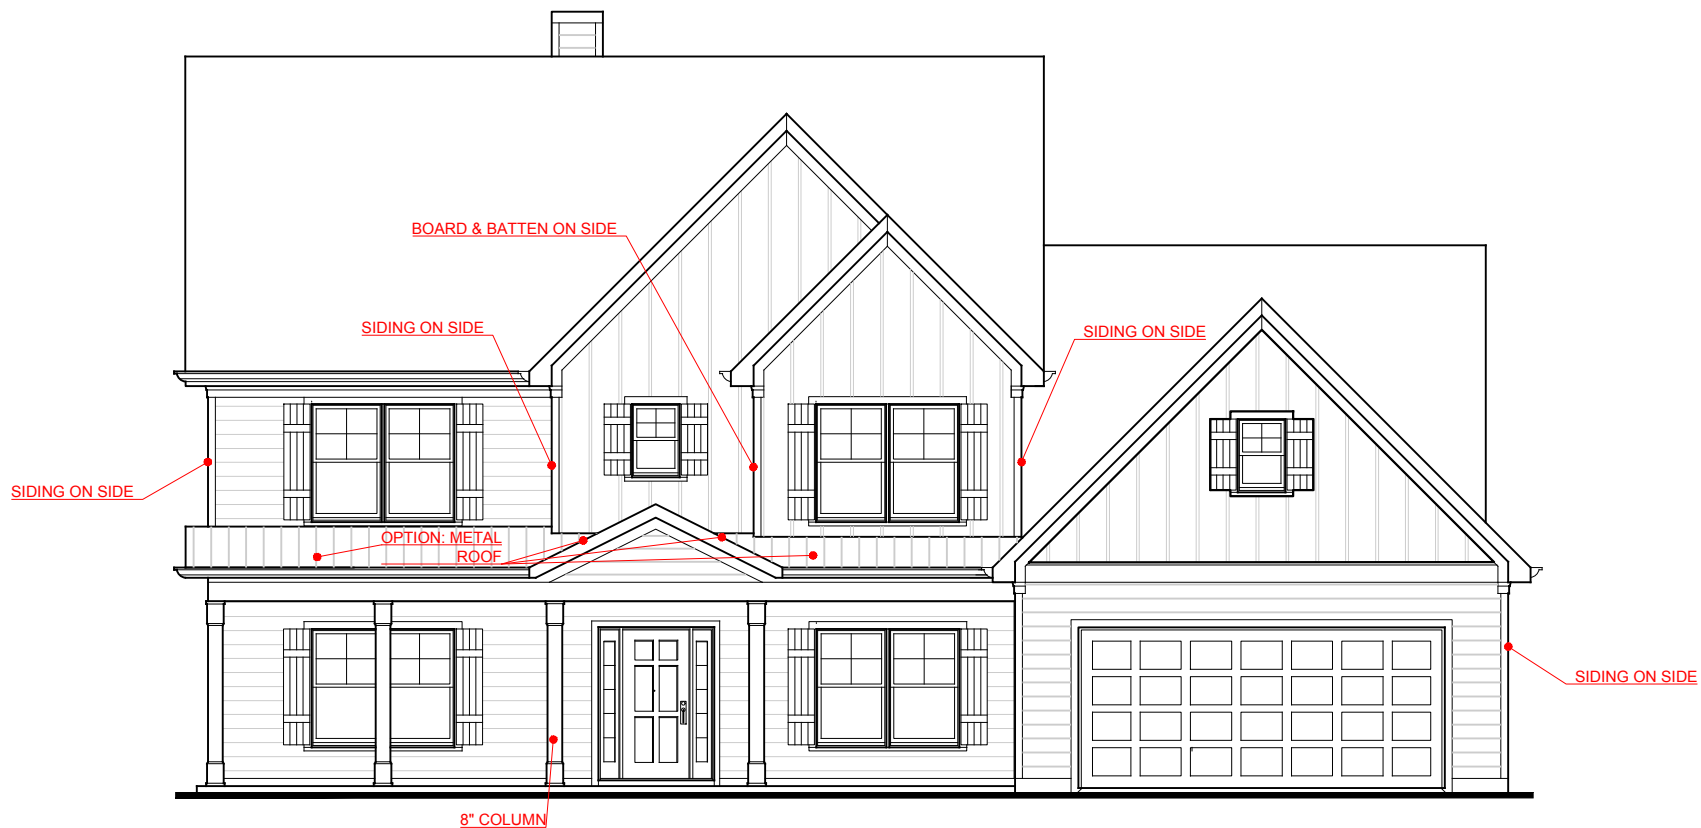 BOARD & BATTEN ON SIDE
SIDING ON SIDE
SIDING ON SIDE
SIDING ON SIDE
OPTION: METAL
ROOF
SIDING ON SIDE
8" COLUMN